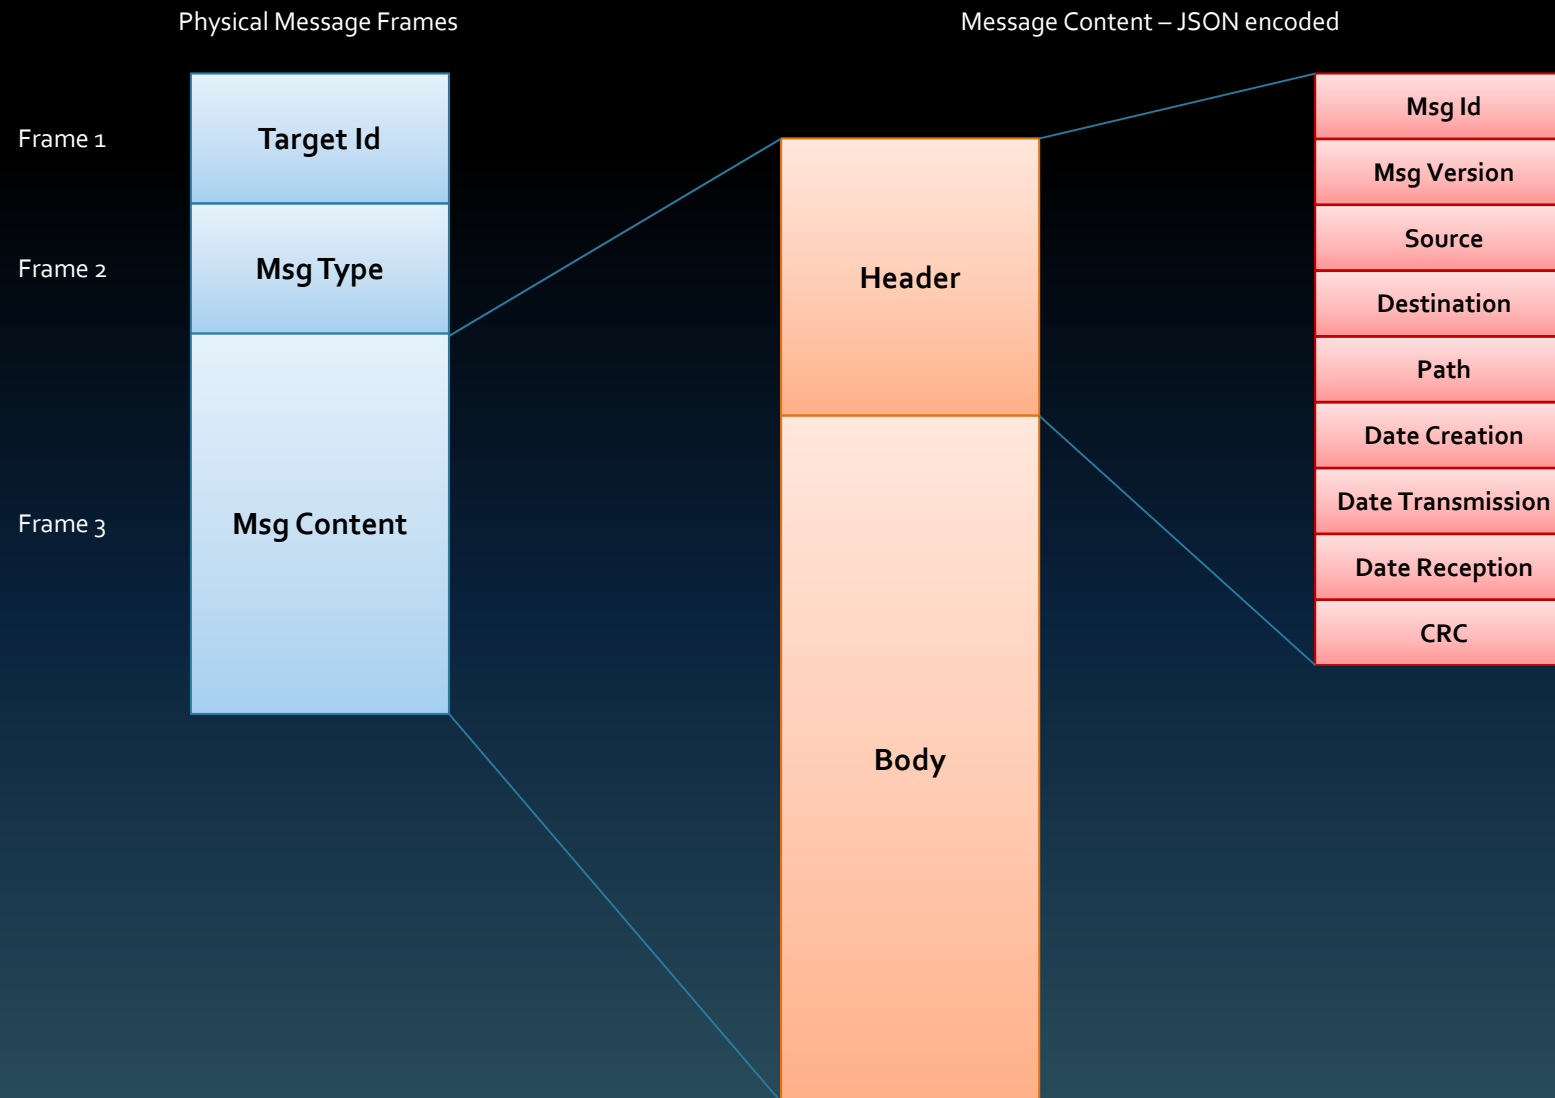 Physical Message Frames
Message Content – JSON encoded
Frame 1
Target Id
Frame 2
Msg Type
Frame 3
Msg Content
Header
Body
Msg Id
Msg Version
Source
Destination
Path
Date Creation
Date Transmission
Date Reception
CRC